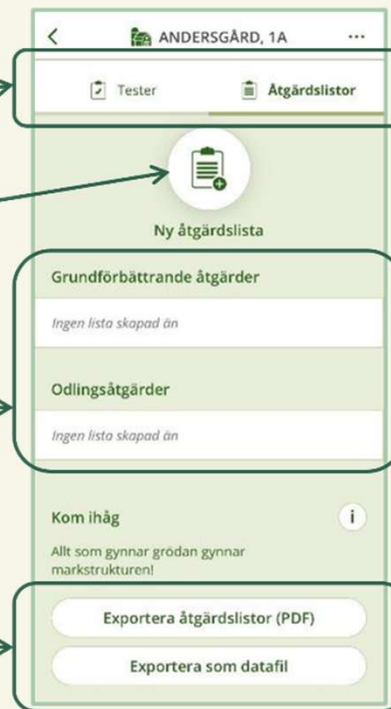 ANDERSGÅRD, 1A
Tester
Åtgärdslistor
Ny åtgärdslista
Grundförbättrande åtgärder
Ingen lista skapad än
Odlingsåtgärder
Ingen lista skapad än
Kom ihåg
i
Allt som gynnar grödan gynnar
markstrukturen!
Exportera åtgärdslistor (PDF)
Exportera som datafil